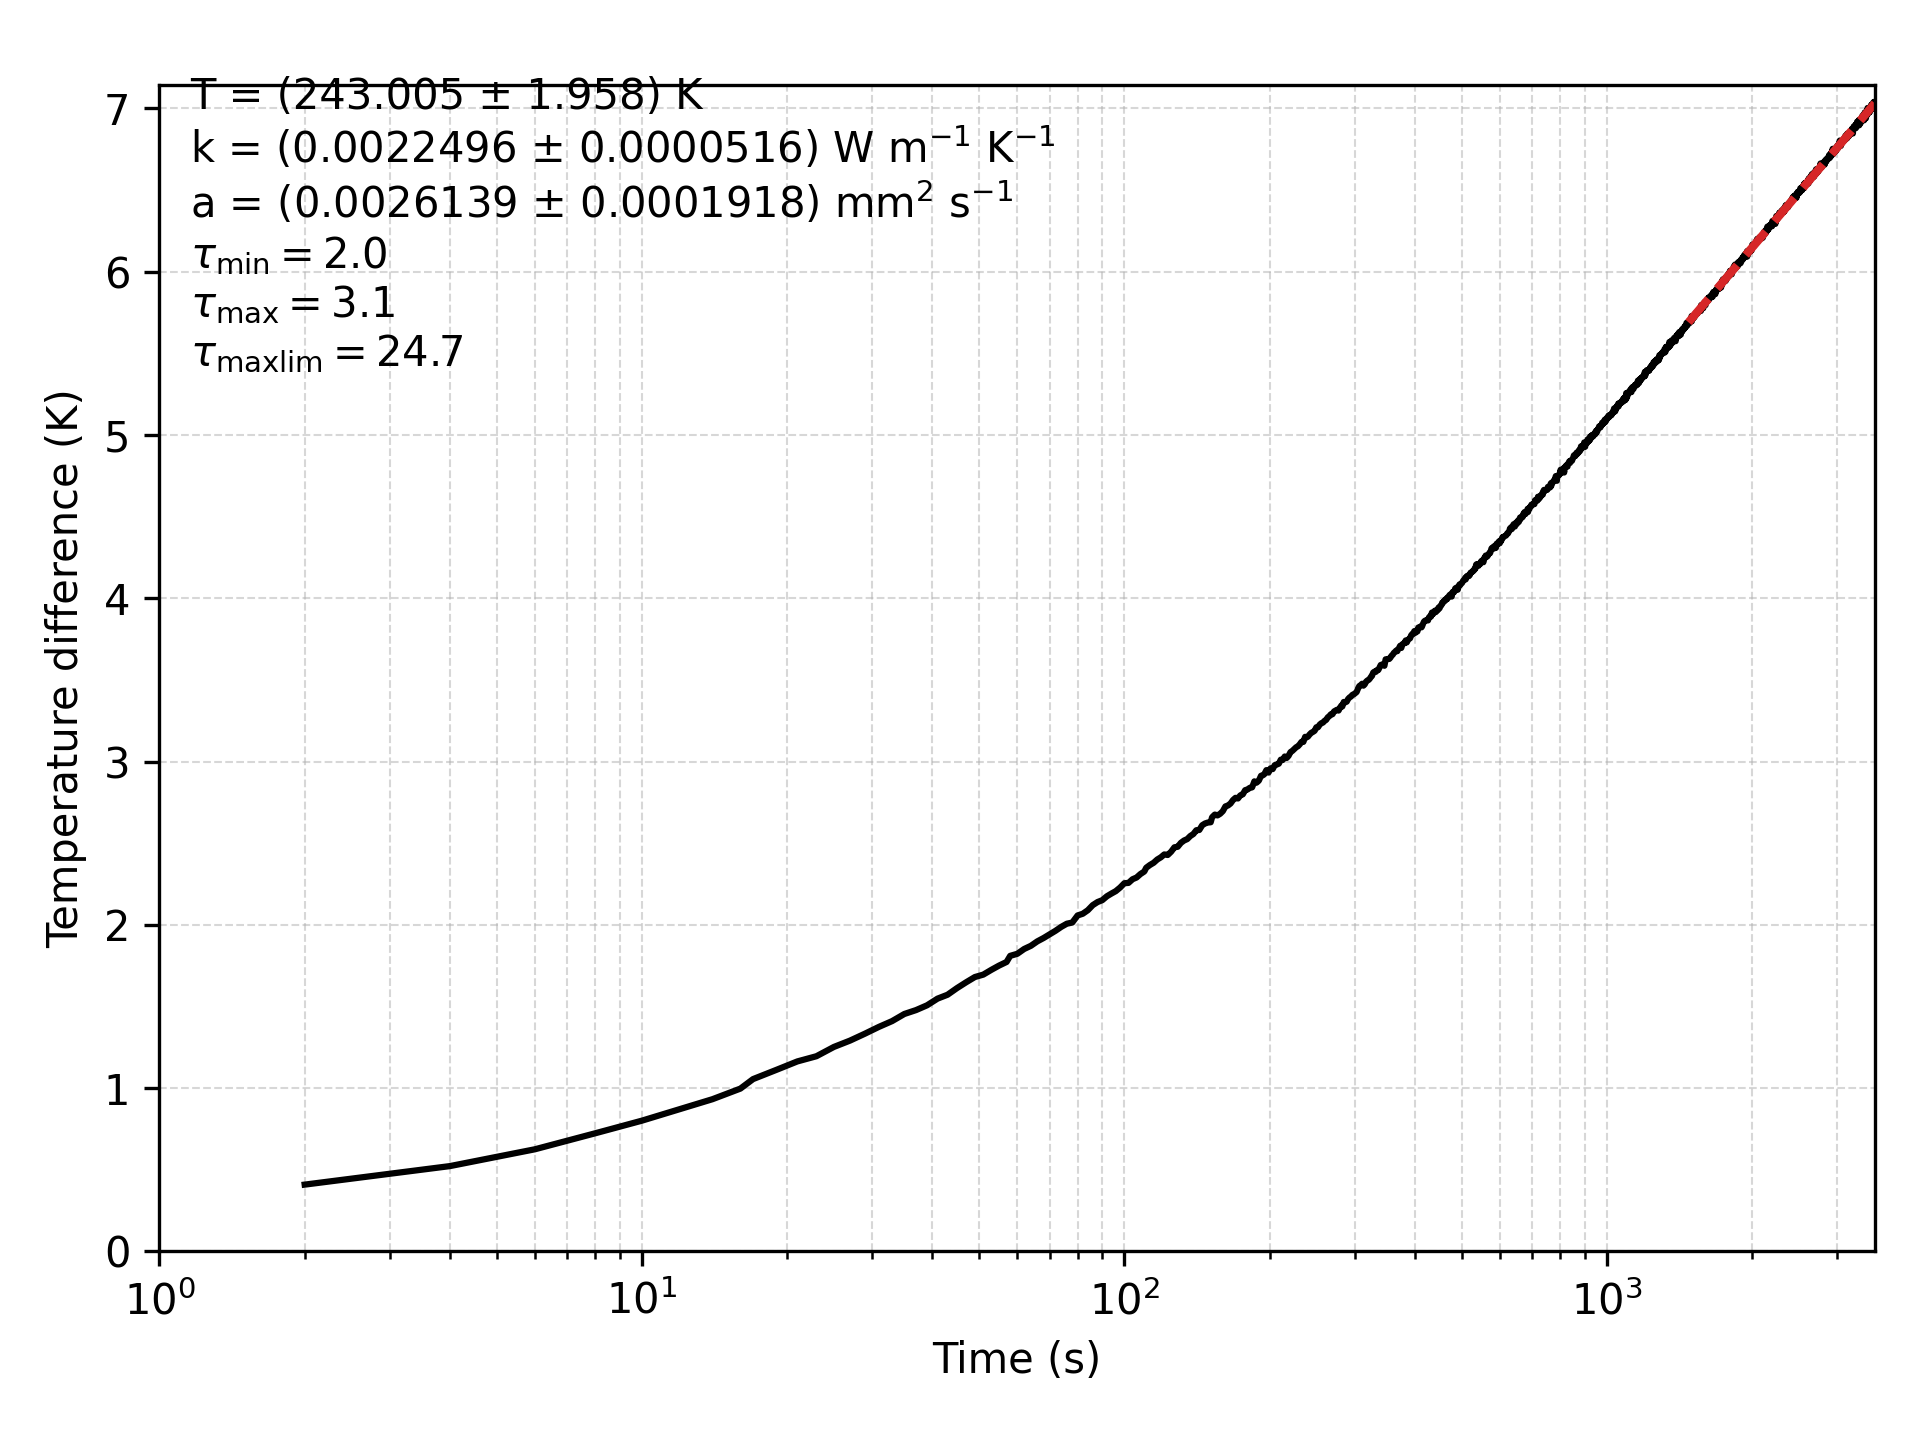 T = (243.005 ± 1.958) K
k = (0.0022496 ± 0.0000516) W m⁻¹ K⁻¹
a = (0.0026139 ± 0.0001918) mm² s⁻¹
τmin = 2.0
τmax = 3.1
τmaxlim = 24.7
Temperature difference (K)
7
6
5
4
3
2
1
0
10⁰ 10¹ 10² 10³
Time (s)